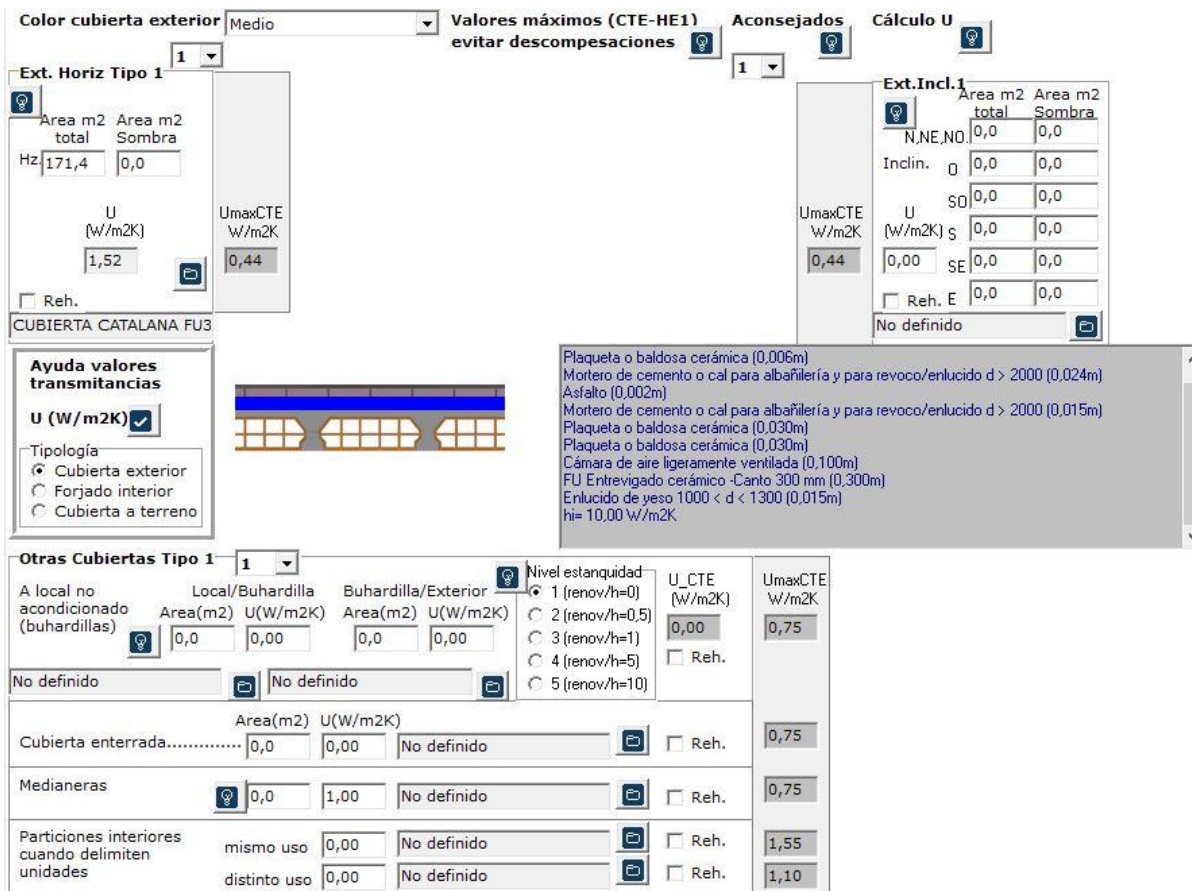 Color cubierta exterior Medio
Valores máximos (CTE-HE1) evitar descompesaciones
Aconsejados
Cálculo U
1
Ext. Horiz Tipo 1
Area m2 total
Area m2 Sombra
Hz. 171,4 0,0
U (W/m2K)
1,52
UmaxCTE W/m2K
0,44
Reh.
CUBIERTA CATALANA FU3
1
UmaxCTE W/m2K
0,44
Ext.Incl.1
Area m2 total
Area m2 Sombra
N,NE,NO. 0,0 0,0
Inclin.
O 0,0 0,0
SO 0,0 0,0
U (W/m2K)
0,00
S 0,0 0,0
SE 0,0 0,0
Reh.
E 0,0 0,0
No definido
Ayuda valores
transmitancias
U (W/m2K)
Tipología
Cubierta exterior
Forjado interior
Cubierta a terreno
Plaqueta o baldosa cerámica (0,006m)
Mortero de cemento o cal para albañilería y para revoco/enlucido d > 2000 (0,024m)
Asfalto (0,002m)
Mortero de cemento o cal para albañilería y para revoco/enlucido d > 2000 (0,015m)
Plaqueta o baldosa cerámica (0,030m)
Plaqueta o baldosa cerámica (0,030m)
Cámara de aire ligeramente ventilada (0,100m)
FU Entrevigado cerámico -Canto 300 mm (0,300m)
Enlucido de yeso 1000 < d < 1300 (0,015m)
hi= 10,00 W/m2K
Otras Cubiertas Tipo 1 1
A local no
acondicionado
(buhardillas)
Local/Buhardilla
Area(m2) U(W/m2K)
0,0 0,00
Buhardilla/Exterior
Area(m2) U(W/m2K)
0,0 0,00
No definido
No definido
Nivel estanquidad
1 (renov/h=0)
2 (renov/h=0,5)
3 (renov/h=1)
4 (renov/h=5)
5 (renov/h=10)
U_CTE
(W/m2K)
0,00
Reh.
UmaxCTE
W/m2K
0,75
Area(m2) U(W/m2K)
Cubierta enterrada.............. 0,0 0,00 No definido Reh. 0,75
Medianeras 0,0 1,00 No definido Reh. 0,75
Particiones interiores
cuando delimiten
unidades
mismo uso 0,00 No definido Reh. 1,55
distinto uso 0,00 No definido Reh. 1,10